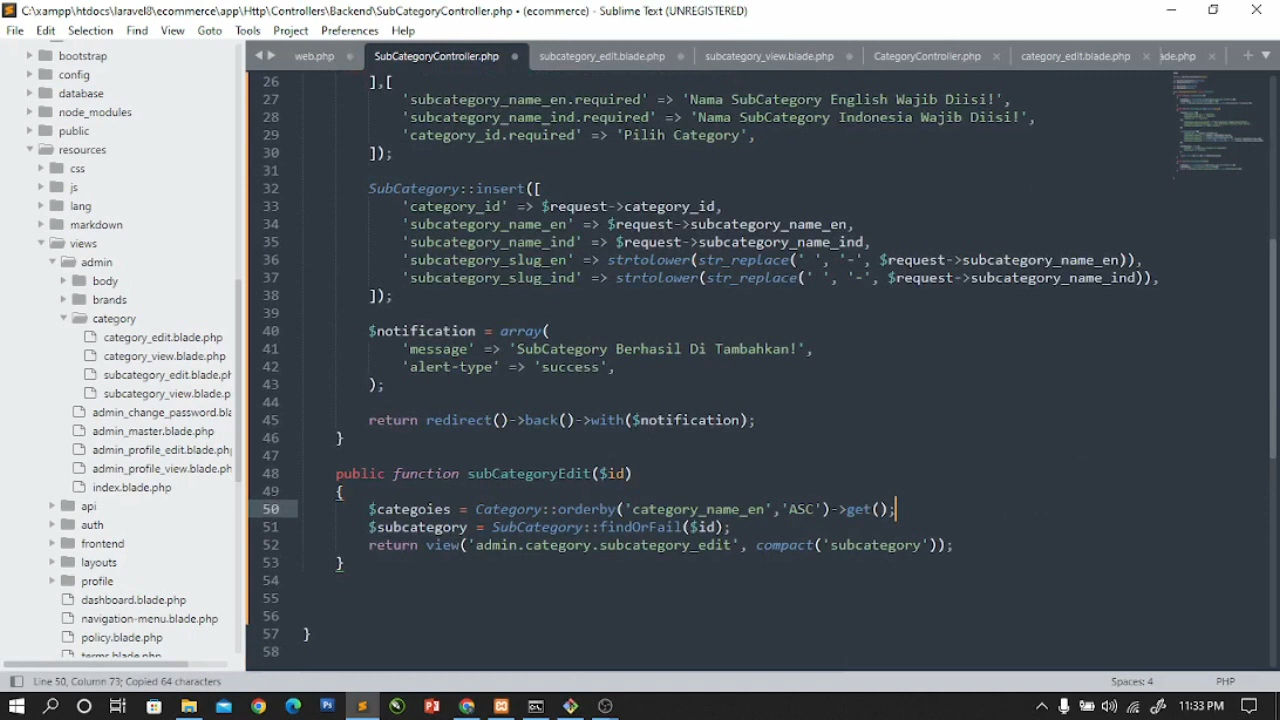 C:\xampp\htdocs\laravel8\ecommerce\app\Http\Controllers\Backend\SubCategoryController.php • (ecommerce) - Sublime Text (UNREGISTERED)
File Edit Selection Find View Goto Tools Project Preferences Help
web.php SubCategoryController.php subcategory_edit.blade.php subcategory_view.blade.php CategoryController.php category_edit.blade.php ade.php
bootstrap
config
database
node_modules
public
resources
css
js
lang
markdown
views
admin
body
brands
category
category_edit.blade.php
category_view.blade.php
subcategory_edit.blade.ph
subcategory_view.blade.p
admin_change_password.bla
admin_master.blade.php
admin_profile_edit.blade.php
admin_profile_view.blade.ph
index.blade.php
api
auth
frontend
layouts
profile
dashboard.blade.php
navigation-menu.blade.php
policy.blade.php
terms.blade.php
26 ],[
27 'subcategory_name_en.required' => 'Nama SubCategory English Wajib Diisi!',
28 'subcategory_name_ind.required' => 'Nama SubCategory Indonesia Wajib Diisi!',
29 'category_id.required' => 'Pilih Category',
30 ]);
31
32 SubCategory::insert([
33 'category_id' => $request->category_id,
34 'subcategory_name_en' => $request->subcategory_name_en,
35 'subcategory_name_ind' => $request->subcategory_name_ind,
36 'subcategory_slug_en' => strtolower(str_replace(' ', '-', $request->subcategory_name_en)),
37 'subcategory_slug_ind' => strtolower(str_replace(' ', '-', $request->subcategory_name_ind)),
38 ]);
39
40 $notification = array(
41 'message' => 'SubCategory Berhasil Di Tambahkan!',
42 'alert-type' => 'success',
43 );
44
45 return redirect()->back()->with($notification);
46 }
47
48 public function subCategoryEdit($id)
49 {
50 $categoies = Category::orderby('category_name_en','ASC')->get();
51 $subcategory = SubCategory::findOrFail($id);
52 return view('admin.category.subcategory_edit', compact('subcategory'));
53 }
54
55
56
57 }
58
Line 50, Column 73; Copied 64 characters Spaces: 4 PHP
11:33 PM